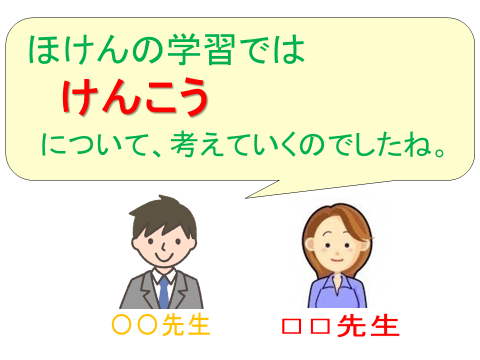 ほけんの学習では
けんこう
について、考えていくのでしたね。
〇〇先生
□□先生